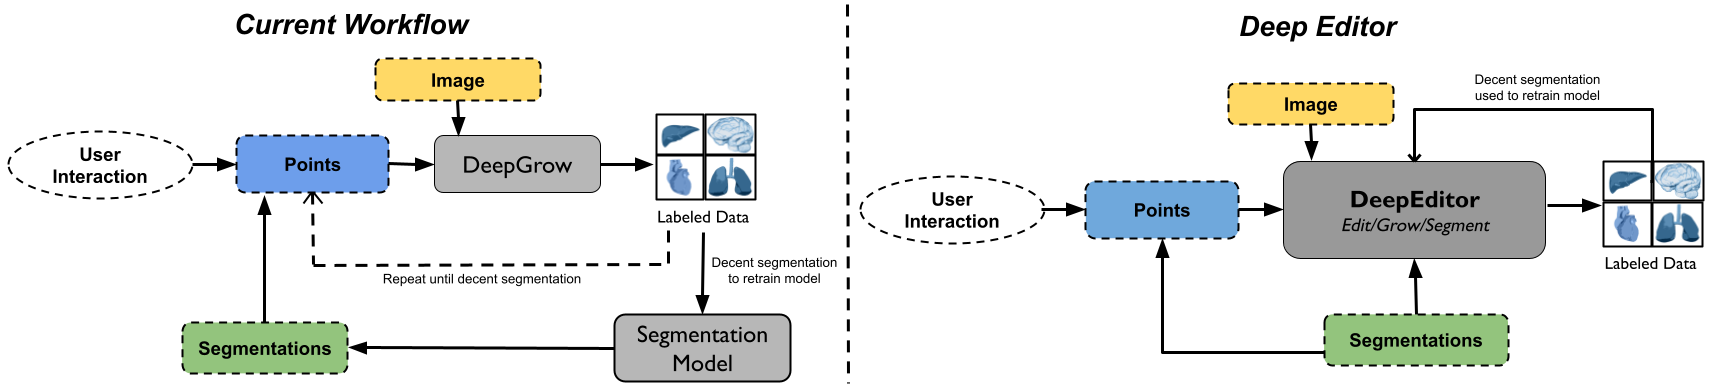 Current Workflow
Image
User
Interaction
Points
DeepGrow
Labeled Data
Repeat until decent segmentation
Decent segmentation
to retrain model
Segmentations
Segmentation
Model
Deep Editor
Decent segmentation
used to retrain model
Image
User
Interaction
Points
DeepEditor
Edit/Grow/Segment
Labeled Data
Segmentations